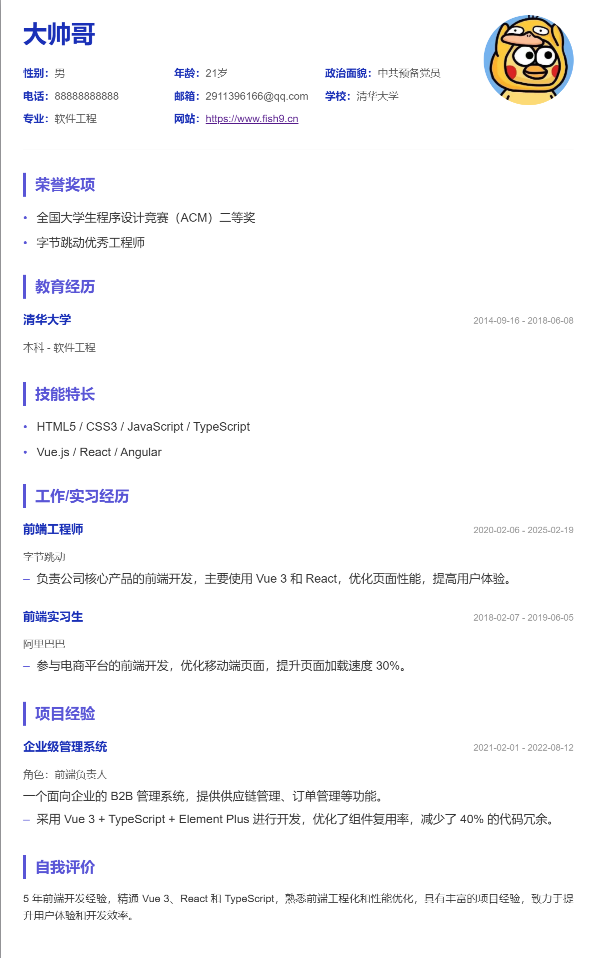 大帅哥
性别：男 年龄：21岁 政治面貌：中共预备党员
电话：88888888888 邮箱：2911396166@qq.com 学校：清华大学
专业：软件工程 网站：https://www.fish9.cn
荣誉奖项
• 全国大学生程序设计竞赛（ACM）二等奖
• 字节跳动优秀工程师
教育经历
清华大学 2014-09-16 - 2018-06-08
本科 - 软件工程
技能特长
• HTML5 / CSS3 / JavaScript / TypeScript
• Vue.js / React / Angular
工作/实习经历
前端工程师 2020-02-06 - 2025-02-19
字节跳动
– 负责公司核心产品的前端开发，主要使用 Vue 3 和 React，优化页面性能，提高用户体验。
前端实习生 2018-02-07 - 2019-06-05
阿里巴巴
– 参与电商平台的前端开发，优化移动端页面，提升页面加载速度 30%。
项目经验
企业级管理系统 2021-02-01 - 2022-08-12
角色：前端负责人
一个面向企业的 B2B 管理系统，提供供应链管理、订单管理等功能。
– 采用 Vue 3 + TypeScript + Element Plus 进行开发，优化了组件复用率，减少了 40% 的代码冗余。
自我评价
5 年前端开发经验，精通 Vue 3、React 和 TypeScript，熟悉前端工程化和性能优化，具有丰富的项目经验，致力于提
升用户体验和开发效率。